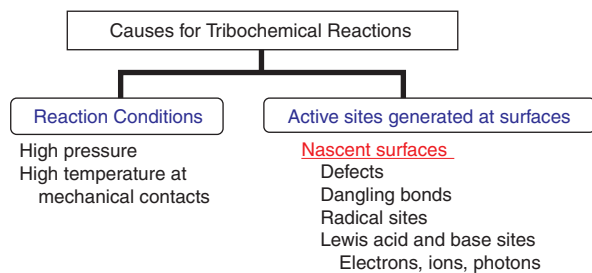 Causes for Tribochemical Reactions
Reaction Conditions
High pressure
High temperature at
mechanical contacts
Active sites generated at surfaces
Nascent surfaces
Defects
Dangling bonds
Radical sites
Lewis acid and base sites
Electrons, ions, photons